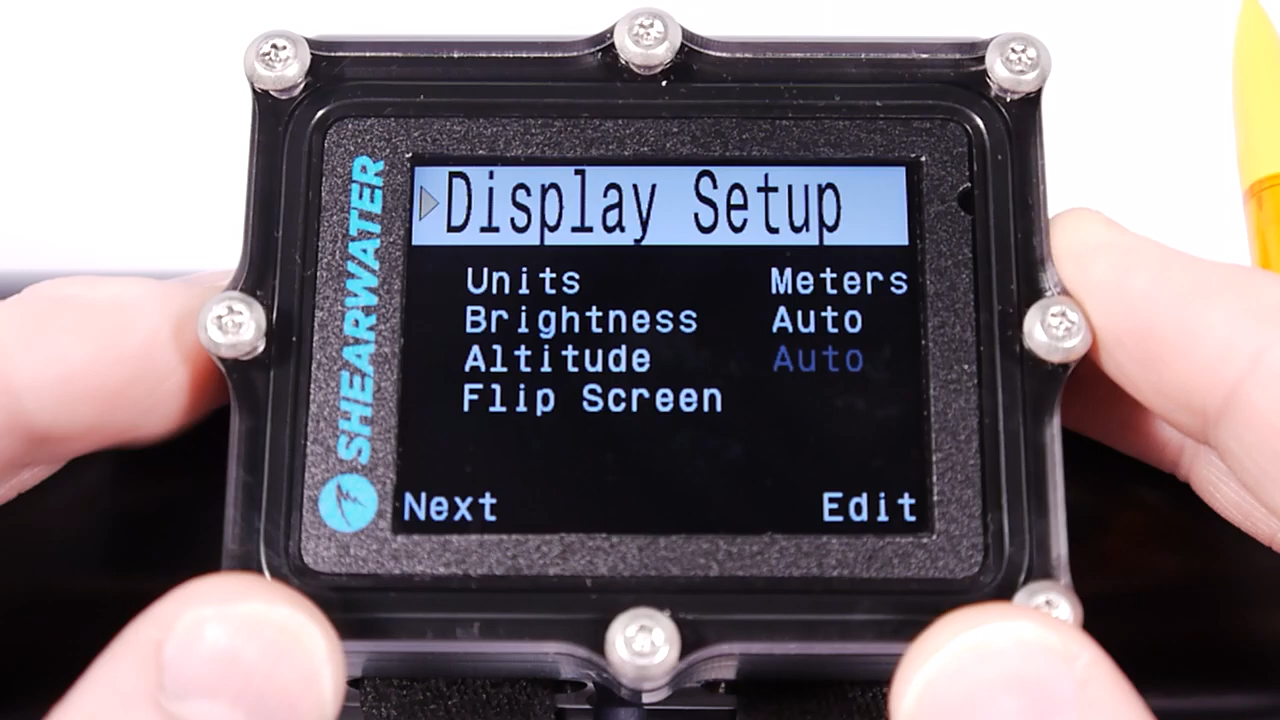 SHEARWATER
Display Setup
Units Meters
Brightness Auto
Altitude Auto
Flip Screen
Next Edit